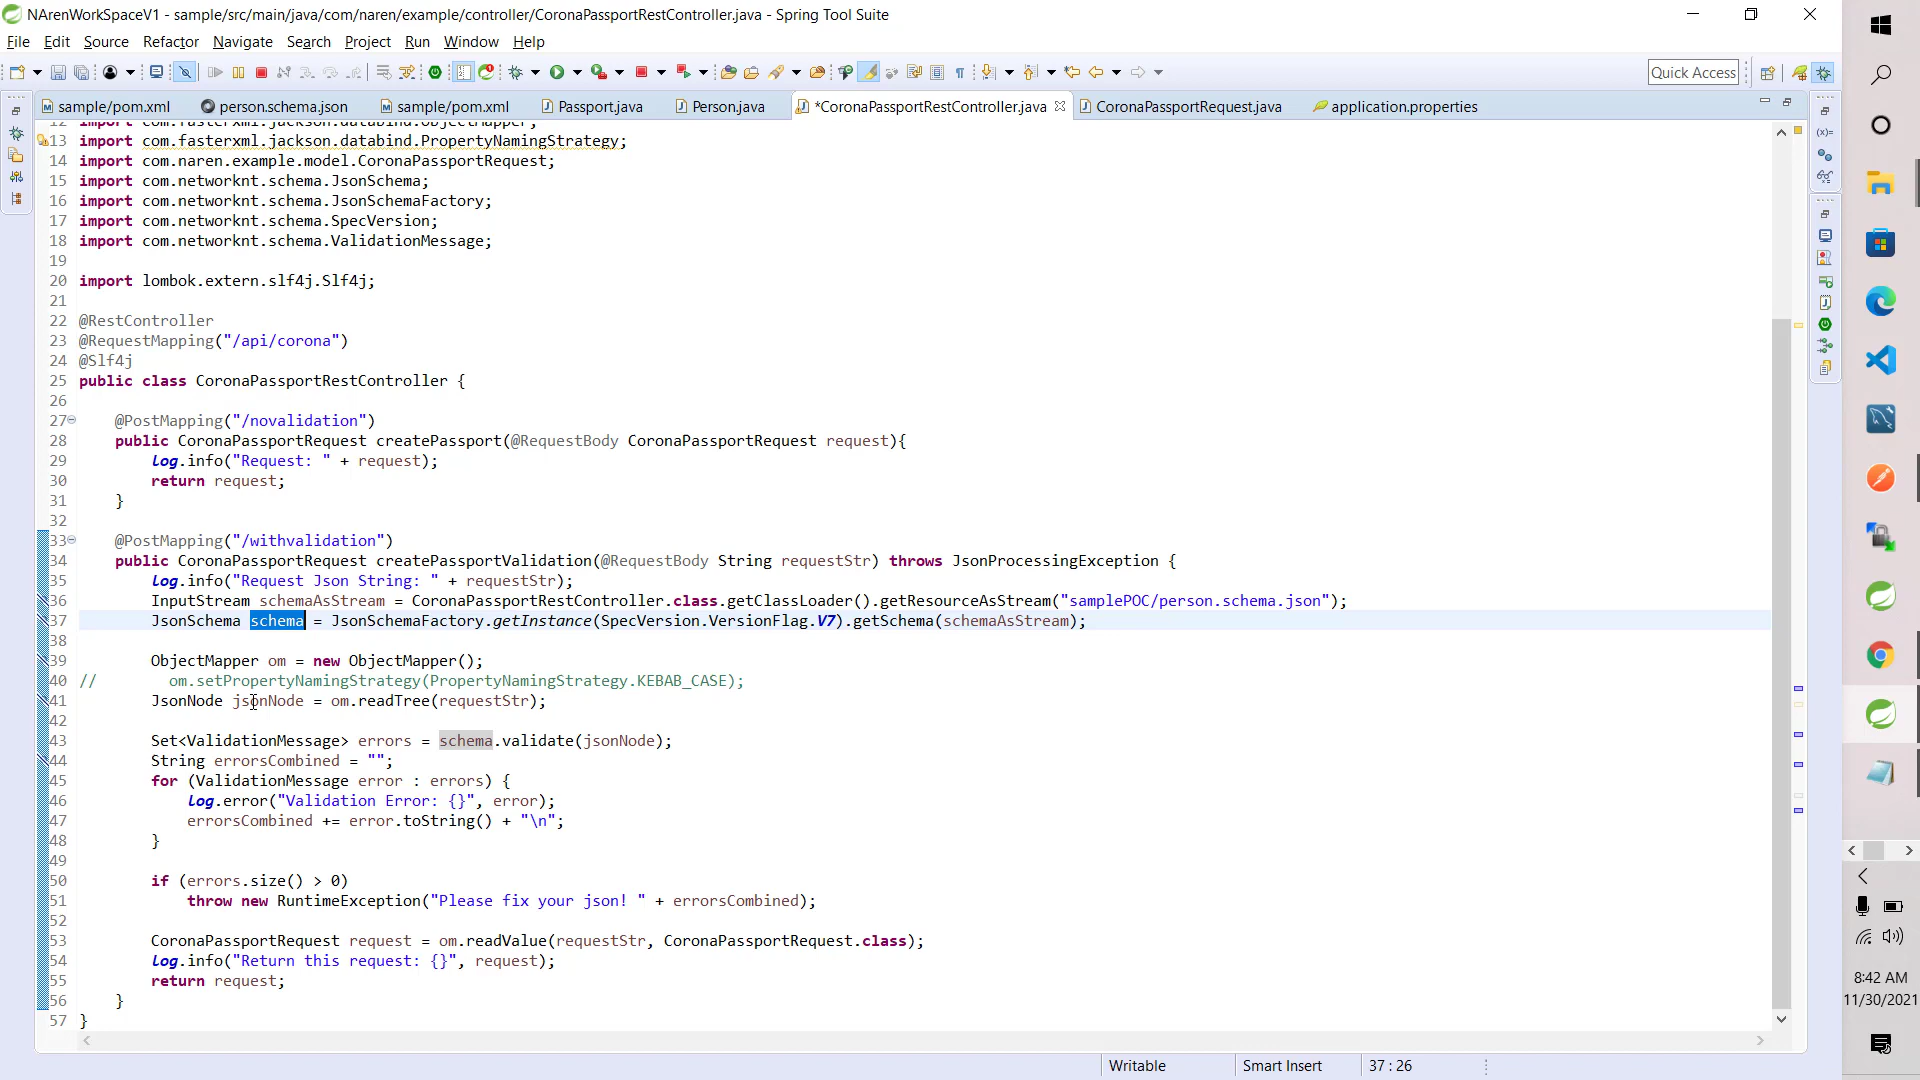 NArenWorkSpaceV1 - sample/src/main/java/com/naren/example/controller/CoronaPassportRestController.java - Spring Tool Suite
File Edit Source Refactor Navigate Search Project Run Window Help
Quick Access
sample/pom.xml person.schema.json sample/pom.xml Passport.java Person.java *CoronaPassportRestController.java CoronaPassportRequest.java application.properties
12 import com.fasterxml.jackson.databind.ObjectMapper;
13 import com.fasterxml.jackson.databind.PropertyNamingStrategy;
14 import com.naren.example.model.CoronaPassportRequest;
15 import com.networknt.schema.JsonSchema;
16 import com.networknt.schema.JsonSchemaFactory;
17 import com.networknt.schema.SpecVersion;
18 import com.networknt.schema.ValidationMessage;
19
20 import lombok.extern.slf4j.Slf4j;
21
22 @RestController
23 @RequestMapping("/api/corona")
24 @Slf4j
25 public class CoronaPassportRestController {
26
27 @PostMapping("/novalidation")
28 public CoronaPassportRequest createPassport(@RequestBody CoronaPassportRequest request){
29 log.info("Request: " + request);
30 return request;
31 }
32
33 @PostMapping("/withvalidation")
34 public CoronaPassportRequest createPassportValidation(@RequestBody String requestStr) throws JsonProcessingException {
35 log.info("Request Json String: " + requestStr);
36 InputStream schemaAsStream = CoronaPassportRestController.class.getClassLoader().getResourceAsStream("samplePOC/person.schema.json");
37 JsonSchema schema = JsonSchemaFactory.getInstance(SpecVersion.VersionFlag.V7).getSchema(schemaAsStream);
38
39 ObjectMapper om = new ObjectMapper();
40 // om.setPropertyNamingStrategy(PropertyNamingStrategy.KEBAB_CASE);
41 JsonNode jsonNode = om.readTree(requestStr);
42
43 Set<ValidationMessage> errors = schema.validate(jsonNode);
44 String errorsCombined = "";
45 for (ValidationMessage error : errors) {
46 log.error("Validation Error: {}", error);
47 errorsCombined += error.toString() + "\n";
48 }
49
50 if (errors.size() > 0)
51 throw new RuntimeException("Please fix your json! " + errorsCombined);
52
53 CoronaPassportRequest request = om.readValue(requestStr, CoronaPassportRequest.class);
54 log.info("Return this request: {}", request);
55 return request;
56 }
57 }
Writable Smart Insert 37 : 26
8:42 AM
11/30/2021